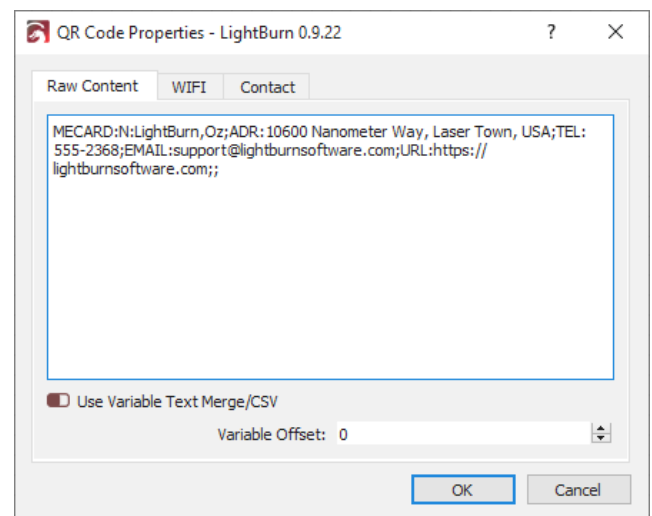 QR Code Properties - LightBurn 0.9.22 ?
Raw Content WIFI Contact
MECARD:N:LightBurn,Oz;ADR:10600 Nanometer Way, Laser Town, USA;TEL:
555-2368;EMAIL:support@lightburnsoftware.com;URL:https://
lightburnsoftware.com;;
Use Variable Text Merge/CSV
Variable Offset: 0
OK Cancel